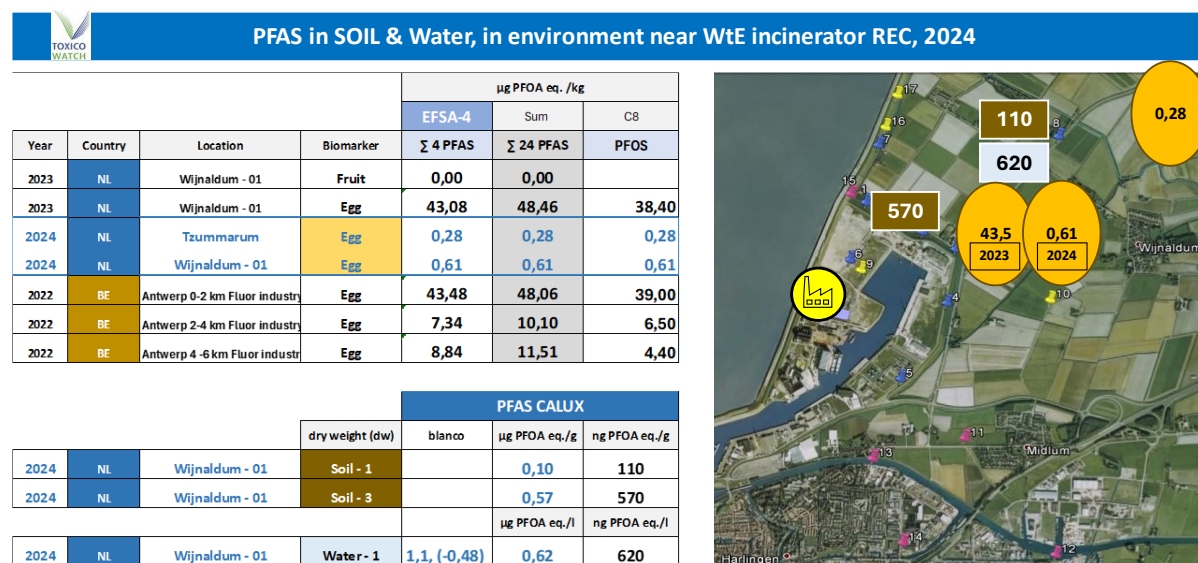 TOXICO
WATCH
PFAS in SOIL & Water, in environment near WtE incinerator REC, 2024
µg PFOA eq. /kg
EFSA-4 Sum C8
Year Country Location Biomarker ∑ 4 PFAS ∑ 24 PFAS PFOS
2023 NL Wijnaldum - 01 Fruit 0,00 0,00
2023 NL Wijnaldum - 01 Egg 43,08 48,46 38,40
2024 NL Tzummarum Egg 0,28 0,28 0,28
2024 NL Wijnaldum - 01 Egg 0,61 0,61 0,61
2022 BE Antwerp 0-2 km Fluor industry Egg 43,48 48,06 39,00
2022 BE Antwerp 2-4 km Fluor industry Egg 7,34 10,10 6,50
2022 BE Antwerp 4 -6 km Fluor industr Egg 8,84 11,51 4,40
PFAS CALUX
dry weight (dw) blanco µg PFOA eq./g ng PFOA eq./g
2024 NL Wijnaldum - 01 Soil - 1 0,10 110
2024 NL Wijnaldum - 01 Soil - 3 0,57 570
µg PFOA eq./l ng PFOA eq./l
2024 NL Wijnaldum - 01 Water - 1 1,1, (-0,48) 0,62 620
17
16
7
110
8
0,28
620
15
1
570
43,5
2023
0,61
2024
Wijnaldum
6
9
10
4
5
11
Midlum
13
14
12
Harlingen